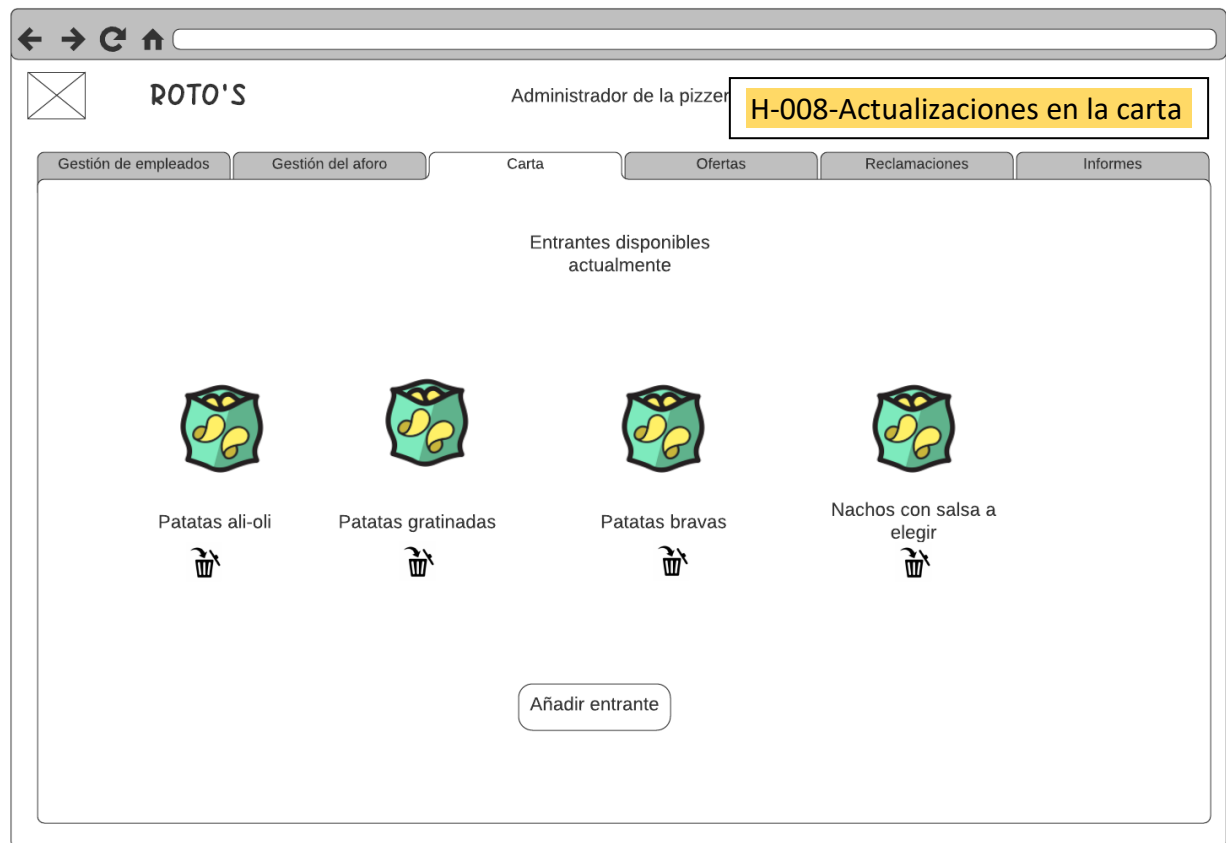 ROTO'S
Administrador de la pizzer
H-008-Actualizaciones en la carta
Gestión de empleados
Gestión del aforo
Carta
Ofertas
Reclamaciones
Informes
Entrantes disponibles
actualmente
Patatas ali-oli
Patatas gratinadas
Patatas bravas
Nachos con salsa a
elegir
Añadir entrante